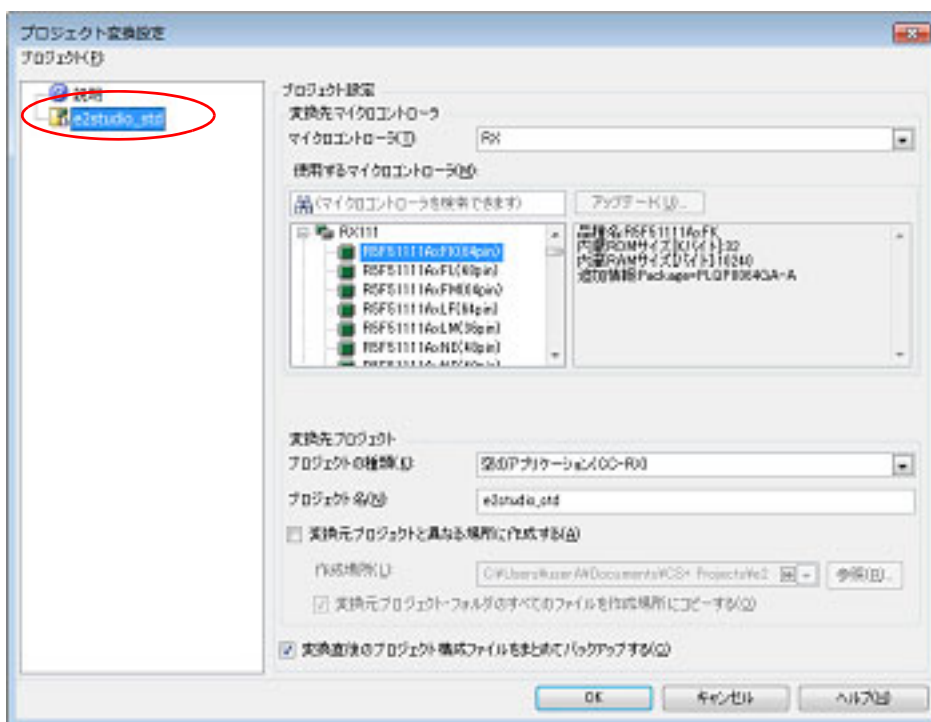 プロジェクト変換設定
プロジェクト(P)
説明
e2studio_std
プロジェクト設定
変換先マイクロコントローラ
マイクロコントローラ(T): RX
使用するマイクロコントローラ(M):
(マイクロコントローラを検索できます) アップデート(U)...
RX111
R5F51111AxFK(64pin)
R5F51111AxFL(48pin)
R5F51111AxFM(64pin)
R5F51111AxLF(64pin)
R5F51111AxLM(36pin)
R5F51111AxND(40pin)
品種名:R5F51111AxFK
内蔵ROMサイズ[Kバイト]:32
内蔵RAMサイズ[バイト]:10240
追加情報:Package=PLQP0064GA-A
変換先プロジェクト
プロジェクトの種類(K): 空のアプリケーション(CC-RX)
プロジェクト名(N): e2studio_std
変換元プロジェクトと異なる場所に作成する(A)
作成場所(L): 参照(R)...
変換元プロジェクト・フォルダのすべてのファイルを作成場所にコピーする(O)
変換直後のプロジェクト構成ファイルをまとめてバックアップする(C)
OK キャンセル ヘルプ(H)